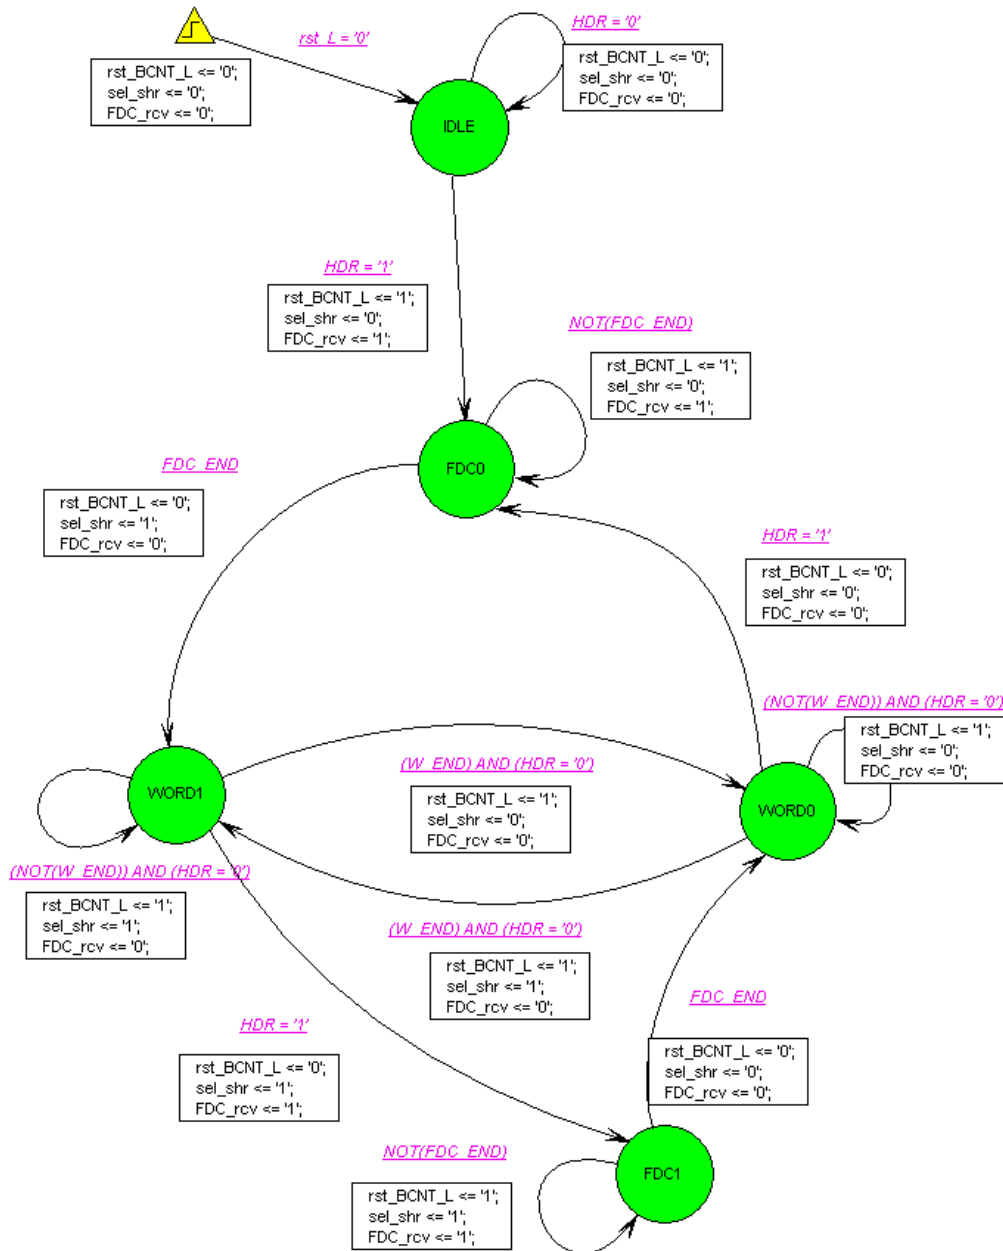 rst_L = '0'
HDR = '0'
rst_BCNT_L <= '0';
sel_shr <= '0';
FDC_rcv <= '0';
rst_BCNT_L <= '0';
sel_shr <= '0';
FDC_rcv <= '0';
IDLE
HDR = '1'
rst_BCNT_L <= '1';
sel_shr <= '0';
FDC_rcv <= '1';
NOT(FDC_END)
rst_BCNT_L <= '1';
sel_shr <= '0';
FDC_rcv <= '1';
FDC0
FDC_END
rst_BCNT_L <= '0';
sel_shr <= '1';
FDC_rcv <= '0';
HDR = '1'
rst_BCNT_L <= '0';
sel_shr <= '0';
FDC_rcv <= '0';
(NOT(W_END)) AND (HDR = '0')
rst_BCNT_L <= '1';
sel_shr <= '0';
FDC_rcv <= '0';
WORD1
(W_END) AND (HDR = '0')
rst_BCNT_L <= '1';
sel_shr <= '0';
FDC_rcv <= '0';
WORD0
(NOT(W_END)) AND (HDR = '0')
rst_BCNT_L <= '1';
sel_shr <= '1';
FDC_rcv <= '0';
(W_END) AND (HDR = '0')
rst_BCNT_L <= '1';
sel_shr <= '1';
FDC_rcv <= '0';
FDC_END
rst_BCNT_L <= '0';
sel_shr <= '0';
FDC_rcv <= '0';
HDR = '1'
rst_BCNT_L <= '0';
sel_shr <= '1';
FDC_rcv <= '1';
NOT(FDC_END)
rst_BCNT_L <= '1';
sel_shr <= '1';
FDC_rcv <= '1';
FDC1